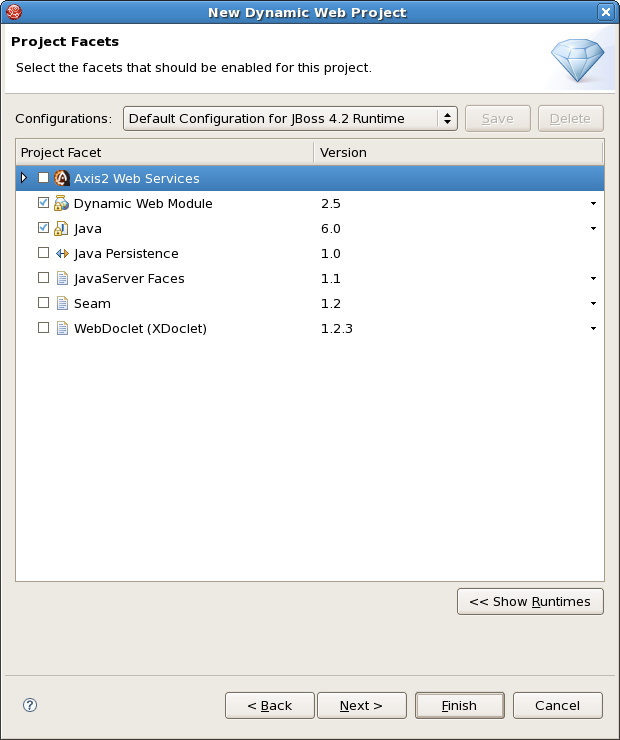 New Dynamic Web Project
Project Facets
Select the facets that should be enabled for this project.
Configurations: Default Configuration for JBoss 4.2 Runtime Save Delete
Project Facet Version
Axis2 Web Services
Dynamic Web Module 2.5
Java 6.0
Java Persistence 1.0
JavaServer Faces 1.1
Seam 1.2
WebDoclet (XDoclet) 1.2.3
<< Show Runtimes
? < Back Next > Finish Cancel